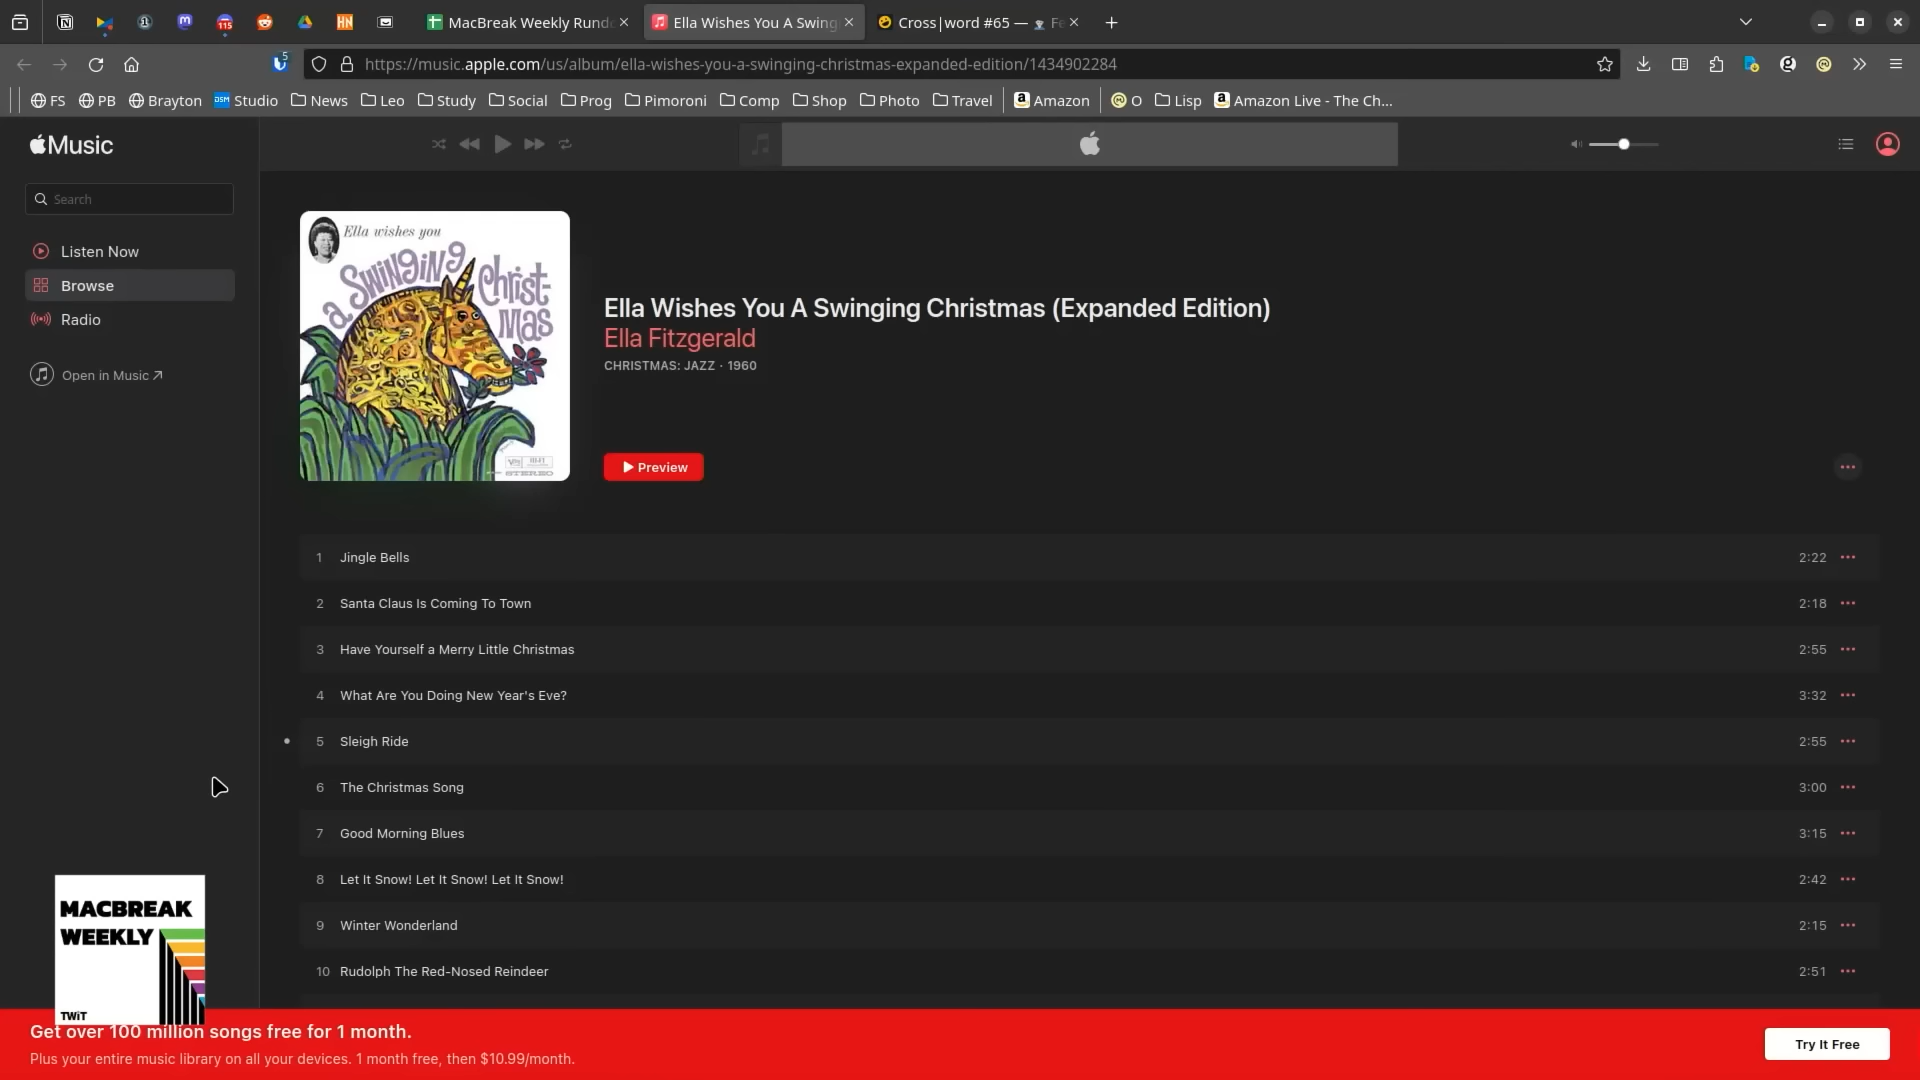 MacBreak Weekly Rund
Ella Wishes You A Swing
Cross|word #65 — Fe
https://music.apple.com/us/album/ella-wishes-you-a-swinging-christmas-expanded-edition/1434902284
5
FS PB Brayton DSM Studio News Leo Study Social Prog Pimoroni Comp Shop Photo Travel Amazon O Lisp Amazon Live - The Ch...
Music
Search
Listen Now
Browse
Radio
Open in Music
Ella wishes you
a Swinging Christ-
mas
STEREO
Ella Wishes You A Swinging Christmas (Expanded Edition)
Ella Fitzgerald
CHRISTMAS: JAZZ · 1960
Preview
1 Jingle Bells 2:22
2 Santa Claus Is Coming To Town 2:18
3 Have Yourself a Merry Little Christmas 2:55
4 What Are You Doing New Year's Eve? 3:32
5 Sleigh Ride 2:55
6 The Christmas Song 3:00
7 Good Morning Blues 3:15
8 Let It Snow! Let It Snow! Let It Snow! 2:42
9 Winter Wonderland 2:15
10 Rudolph The Red-Nosed Reindeer 2:51
MACBREAK
WEEKLY
TWiT
Get over 100 million songs free for 1 month.
Plus your entire music library on all your devices. 1 month free, then $10.99/month.
Try It Free